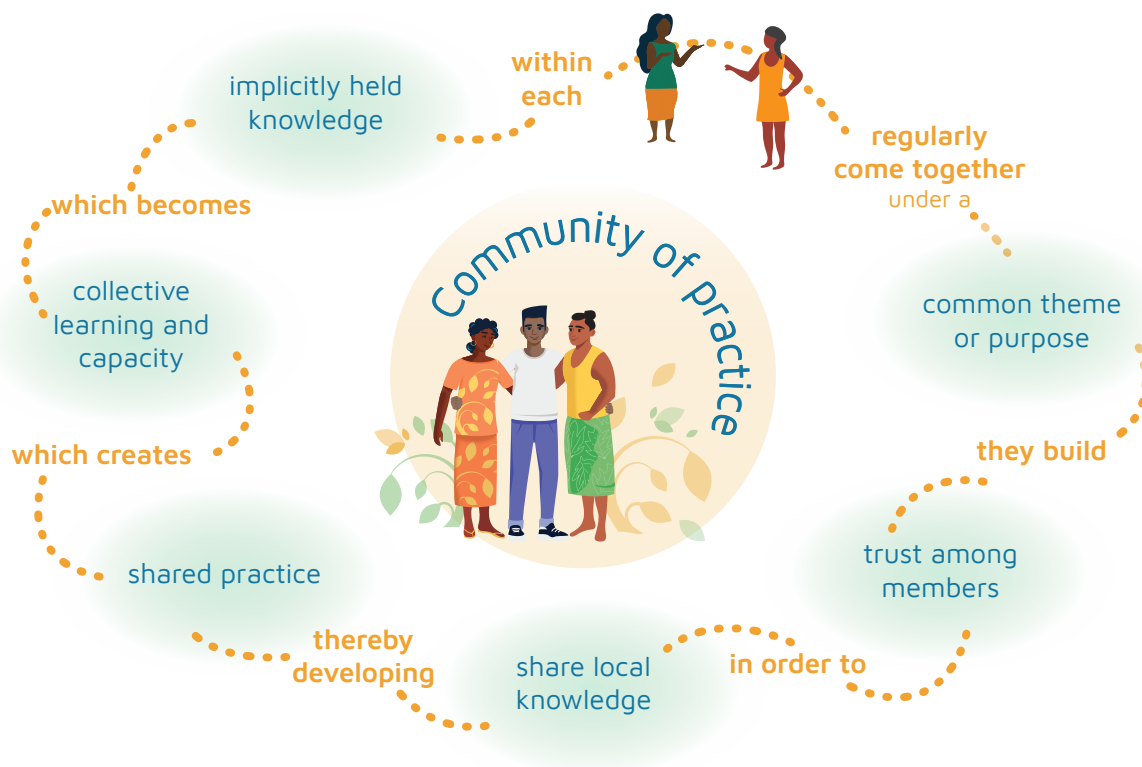 within
each
regularly
come together
under a
common theme
or purpose
they build
trust among
members
in order to
share local
knowledge
thereby
developing
shared practice
which creates
collective
learning and
capacity
which becomes
implicitly held
knowledge
Community of practice